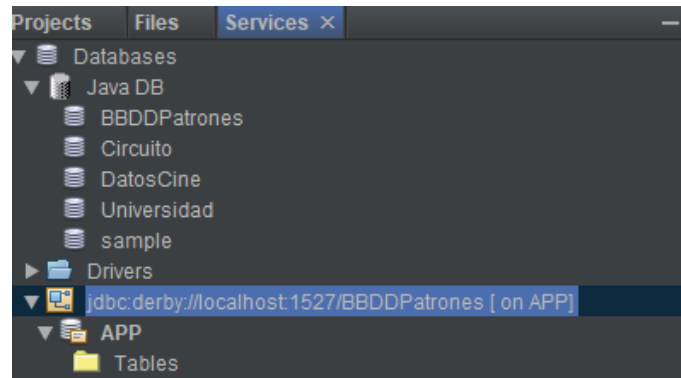 Projects Files Services ×
Databases
Java DB
BBDDPatrones
Circuito
DatosCine
Universidad
sample
Drivers
jdbc:derby://localhost:1527/BBDDPatrones [ on APP]
APP
Tables